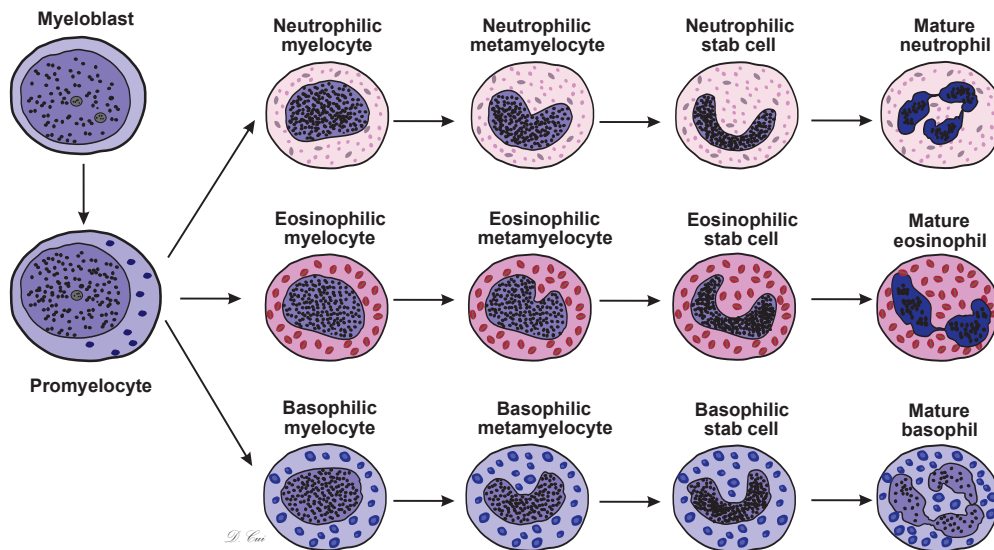 Myeloblast
Neutrophilic
myelocyte
Neutrophilic
metamyelocyte
Neutrophilic
stab cell
Mature
neutrophil
Eosinophilic
myelocyte
Eosinophilic
metamyelocyte
Eosinophilic
stab cell
Mature
eosinophil
Promyelocyte
Basophilic
myelocyte
Basophilic
metamyelocyte
Basophilic
stab cell
Mature
basophil
D. Cui